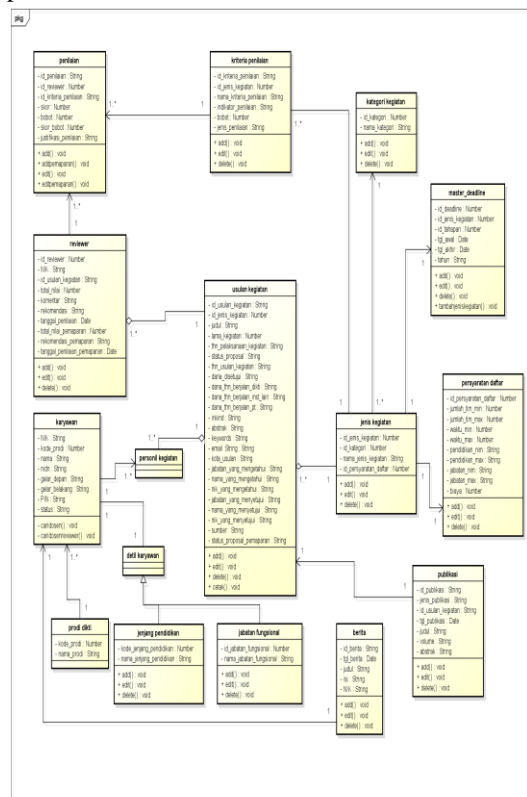 pkg
penilaian
- id_penilaian : String
- id_reviewer : Number
- id_kriteria_penilaian : String
- skor : Number
- bobot : Number
- skor_bobot : Number
- justifikasi_penilaian : String
+ add() : void
+ addpemaparan() : void
+ edit() : void
+ editpemaparan() : void
kriteria penilaian
- id_kriteria_penilaian : String
- id_jenis_kegiatan : Number
- nama_kriteria_penilaian : String
- indikator_penilaian : String
- bobot : Number
- jenis_penilaian : String
+ add() : void
+ edit() : void
+ delete() : void
kategori kegiatan
- id_kategori : Number
- nama_kategori : String
+ add() : void
+ edit() : void
+ delete() : void
master_deadline
- id_deadline : Number
- id_jenis_kegiatan : Number
- id_tahapan : Number
- tgl_awal : Date
- tgl_akhir : Date
- tahun : String
+ add() : void
+ edit() : void
+ delete() : void
+ tambahjeniskegiatan() : void
reviewer
- id_reviewer : Number
- NIK : String
- id_usulan_kegiatan : String
- total_nilai : Number
- komentar : String
- rekomendasi : String
- tanggal_penilaian : Date
- total_nilai_pemaparan : Number
- rekomendasi_pemaparan : String
- tanggal_penilaian_pemaparan : Date
+ add() : void
+ edit() : void
+ delete() : void
usulan kegiatan
- id_usulan_kegiatan : String
- id_jenis_kegiatan : Number
- judul : String
- lama_kegiatan : Number
- thn_pelaksanaan_kegiatan : String
- status_proposal : String
- thn_usulan_kegiatan : String
- dana_disetujui : String
- dana_thn_berjalan_dikti : String
- dana_thn_berjalan_inst_lain : String
- dana_thn_berjalan_pt : String
- abstrak : String
- keywords : String
- email : String
- kota_usulan : String
- jabatan_yang_mengetahui : String
- nama_yang_mengetahui : String
- nik_yang_mengetahui : String
- jabatan_yang_menyetujui : String
- nama_yang_menyetujui : String
- nik_yang_menyetujui : String
- sumber : String
- status_proposal_pemaparan : String
+ add() : void
+ edit() : void
+ delete() : void
+ cetak() : void
persyaratan daftar
- id_persyaratan_daftar : Number
- jumlah_tim_min : Number
- jumlah_tim_max : Number
- waktu_min : Number
- waktu_max : Number
- pendidikan_min : String
- pendidikan_max : String
- jabatan_min : String
- jabatan_max : String
- biaya : Number
+ add() : void
+ edit() : void
+ delete() : void
jenis kegiatan
- id_jenis_kegiatan : Number
- id_kategori : Number
- nama_jenis_kegiatan : String
- id_persyaratan_daftar : Number
+ add() : void
+ edit() : void
+ delete() : void
karyawan
- NIK : String
- kode_prodi : Number
- nama : String
- nidn : String
- gelar_depan : String
- gelar_belakang : String
- PIN : String
- status : String
+ caridosen() : void
+ caridosenreviewer() : void
personil kegiatan
detil karyawan
prodi dikti
- kode_prodi : Number
- nama_prodi : String
jenjang pendidikan
- kode_jenjang_pendidikan : Number
- nama_jenjang_pendidikan : String
+ add() : void
+ edit() : void
+ delete() : void
jabatan fungsional
- id_jabatan_fungsional : Number
- nama_jabatan_fungsional : String
+ add() : void
+ edit() : void
+ delete() : void
berita
- id_berita : String
- tgl_berita : Date
- judul : String
- isi : String
- NIK : String
+ add() : void
+ edit() : void
+ delete() : void
publikasi
- id_publikasi : String
- jenis_publikasi : String
- id_usulan_kegiatan : String
- tgl_publikasi : Date
- judul : String
- volume : String
- abstrak : String
+ add() : void
+ edit() : void
+ delete() : void